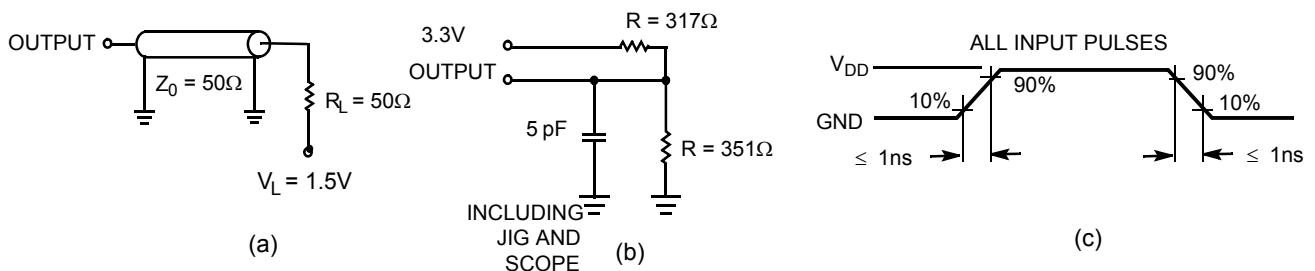 OUTPUT
Z0 = 50Ω
RL = 50Ω
VL = 1.5V
(a)
R = 317Ω
3.3V
OUTPUT
5 pF
R = 351Ω
INCLUDING
JIG AND
SCOPE
(b)
ALL INPUT PULSES
VDD
90%
90%
10%
10%
GND
≤ 1ns
≤ 1ns
(c)